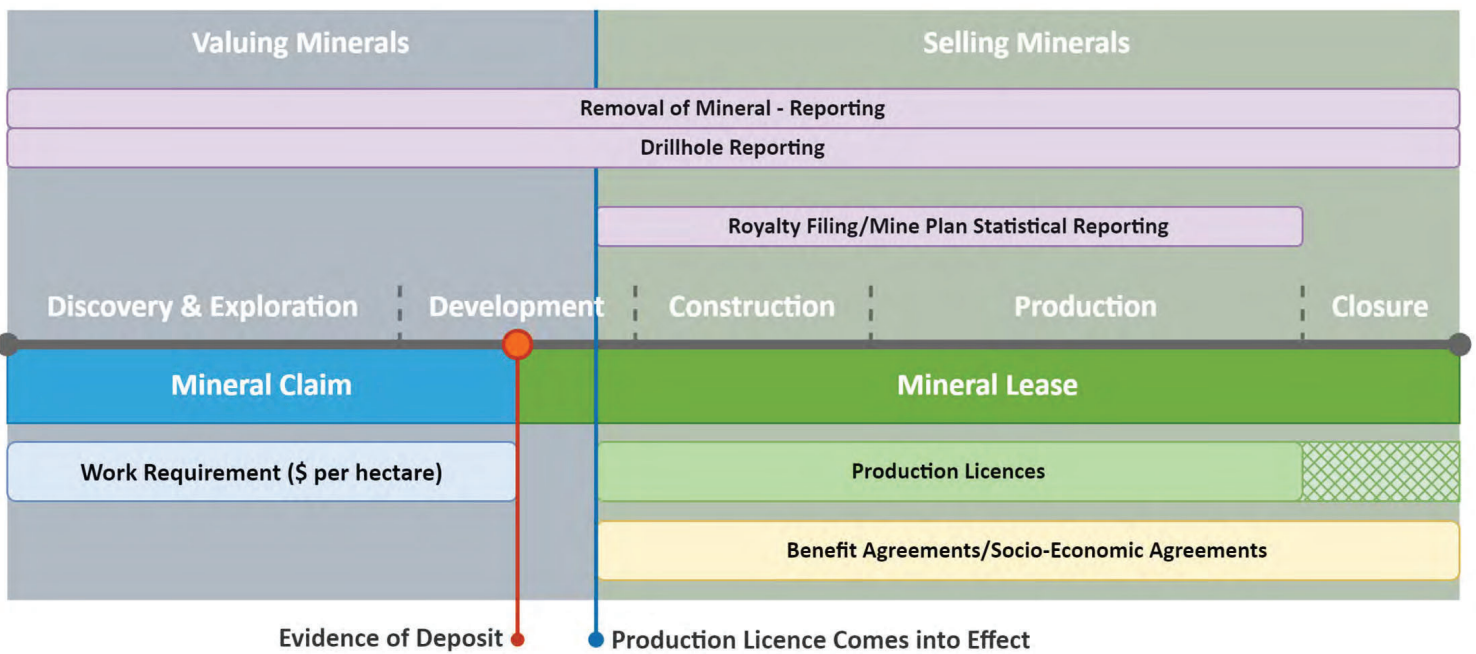 Valuing Minerals
Selling Minerals
Removal of Mineral - Reporting
Drillhole Reporting
Royalty Filing/Mine Plan Statistical Reporting
Discovery & Exploration
Development
Construction
Production
Closure
Mineral Claim
Mineral Lease
Work Requirement ($ per hectare)
Production Licences
Benefit Agreements/Socio-Economic Agreements
Evidence of Deposit
Production Licence Comes into Effect